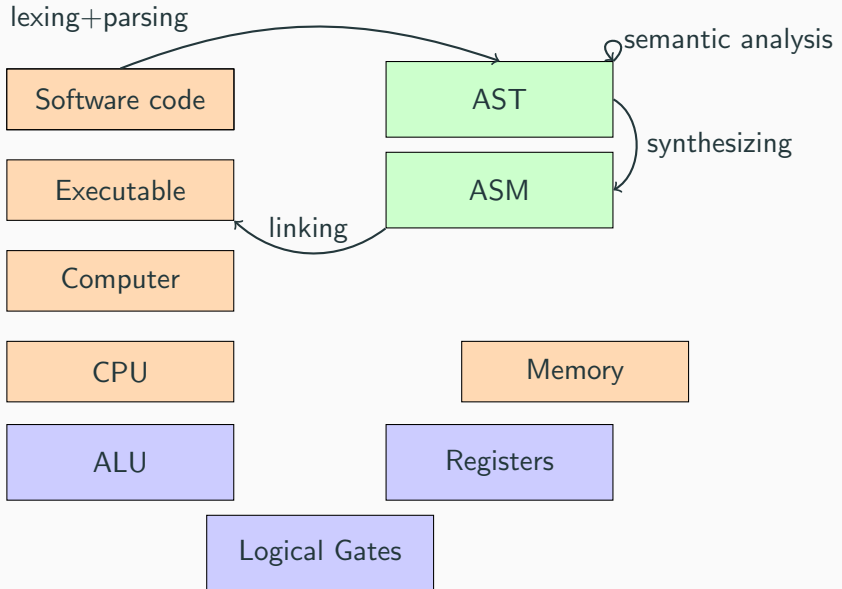 lexing+parsing
semantic analysis
Software code
AST
synthesizing
Executable
ASM
linking
Computer
CPU
Memory
ALU
Registers
Logical Gates